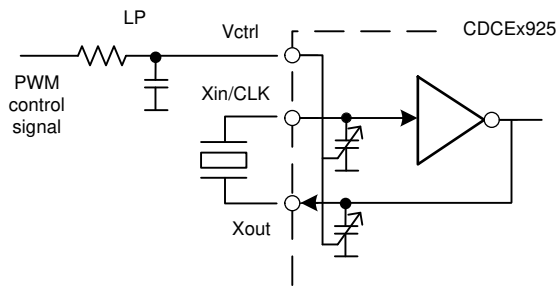 LP
Vctrl
CDCEx925
PWM
control
signal
Xin/CLK
Xout